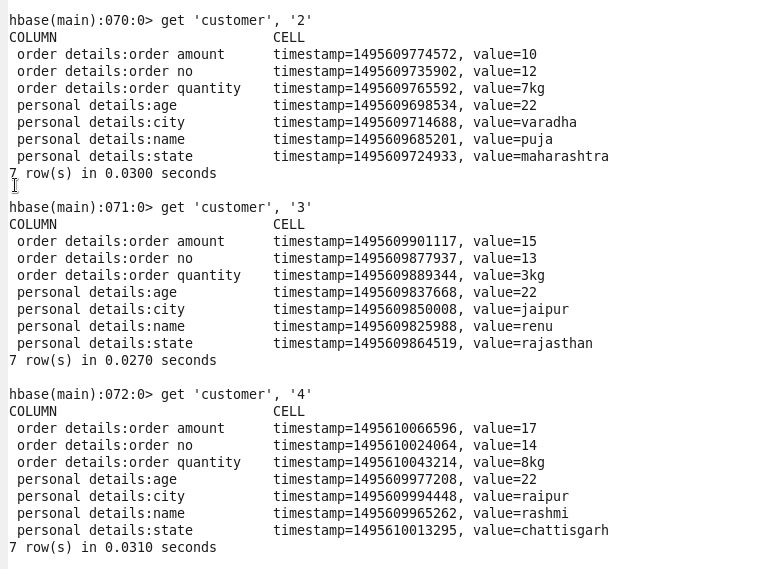 hbase(main):070:0> get 'customer', '2'
COLUMN CELL
order details:order amount timestamp=1495609774572, value=10
order details:order no timestamp=1495609735902, value=12
order details:order quantity timestamp=1495609765592, value=7kg
personal details:age timestamp=1495609698534, value=22
personal details:city timestamp=1495609714688, value=varadha
personal details:name timestamp=1495609685201, value=puja
personal details:state timestamp=1495609724933, value=maharashtra
7 row(s) in 0.0300 seconds
hbase(main):071:0> get 'customer', '3'
COLUMN CELL
order details:order amount timestamp=1495609901117, value=15
order details:order no timestamp=1495609877937, value=13
order details:order quantity timestamp=1495609889344, value=3kg
personal details:age timestamp=1495609837668, value=22
personal details:city timestamp=1495609850008, value=jaipur
personal details:name timestamp=1495609825988, value=renu
personal details:state timestamp=1495609864519, value=rajasthan
7 row(s) in 0.0270 seconds
hbase(main):072:0> get 'customer', '4'
COLUMN CELL
order details:order amount timestamp=1495610066596, value=17
order details:order no timestamp=1495610024064, value=14
order details:order quantity timestamp=1495610043214, value=8kg
personal details:age timestamp=1495609977208, value=22
personal details:city timestamp=1495609994448, value=raipur
personal details:name timestamp=1495609965262, value=rashmi
personal details:state timestamp=1495610013295, value=chattisgarh
7 row(s) in 0.0310 seconds